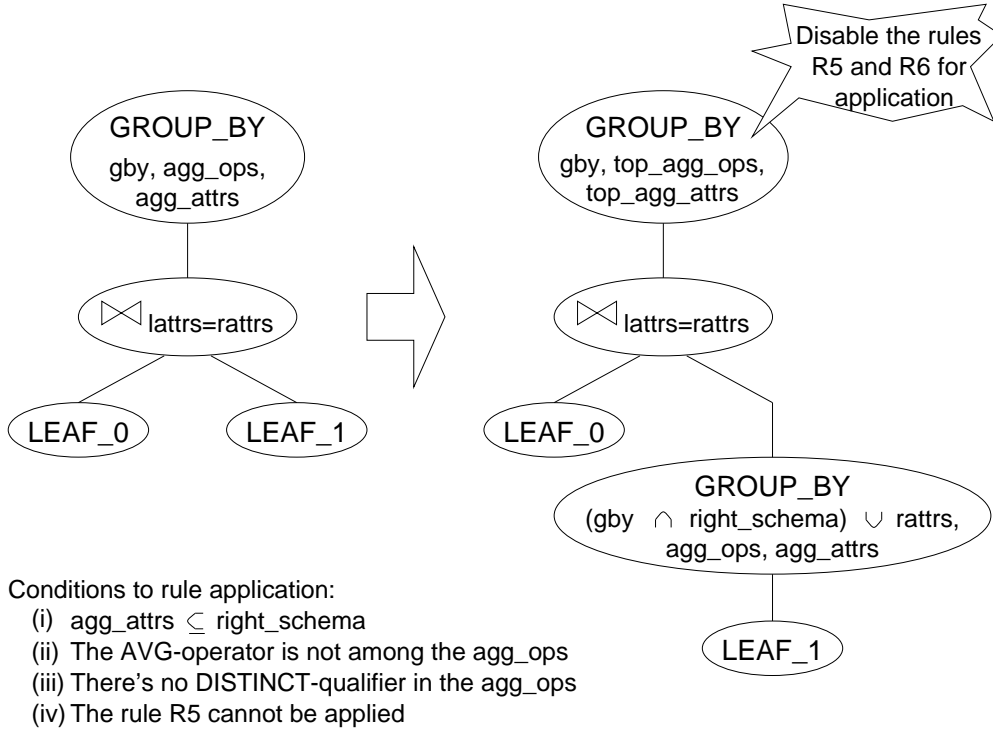 Disable the rules
R5 and R6 for
application
GROUP_BY
gby, agg_ops,
agg_attrs
⋈ lattrs=rattrs
LEAF_0
LEAF_1
GROUP_BY
gby, top_agg_ops,
top_agg_attrs
⋈ lattrs=rattrs
LEAF_0
GROUP_BY
(gby ∩ right_schema) ∪ rattrs,
agg_ops, agg_attrs
LEAF_1
Conditions to rule application:
(i) agg_attrs ⊆ right_schema
(ii) The AVG-operator is not among the agg_ops
(iii) There's no DISTINCT-qualifier in the agg_ops
(iv) The rule R5 cannot be applied